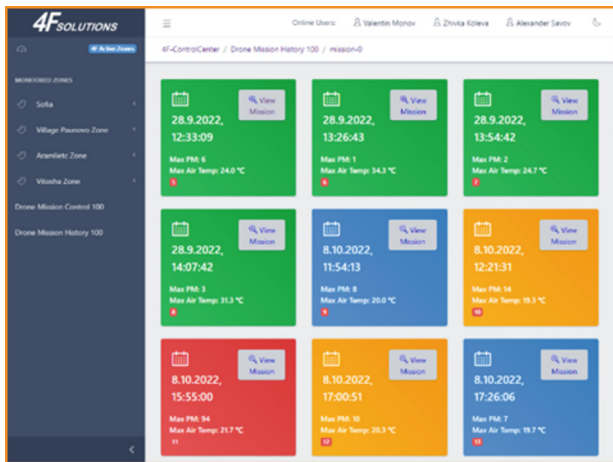 4FSOLUTIONS
Online Users: Valentin Monov Zhivka Koleva Alexander Savov
4F Action Zones
4F-ControlCenter / Drone Mission History 100 / mission-0
MONITORED ZONES
Sofia
Village Paunovo Zone
Aramlietc Zone
Vitosha Zone
Drone Mission Control 100
Drone Mission History 100
View Mission
28.9.2022,
12:33:09
Max PM: 6
Max Air Temp: 24.0 °C
5
View Mission
28.9.2022,
13:26:43
Max PM: 1
Max Air Temp: 34.3 °C
6
View Mission
28.9.2022,
13:54:42
Max PM: 2
Max Air Temp: 24.7 °C
7
View Mission
28.9.2022,
14:07:42
Max PM: 3
Max Air Temp: 31.3 °C
8
View Mission
8.10.2022,
11:54:13
Max PM: 8
Max Air Temp: 20.0 °C
9
View Mission
8.10.2022,
12:21:31
Max PM: 14
Max Air Temp: 19.3 °C
10
View Mission
8.10.2022,
15:55:00
Max PM: 94
Max Air Temp: 21.7 °C
11
View Mission
8.10.2022,
17:00:51
Max PM: 10
Max Air Temp: 20.3 °C
12
View Mission
8.10.2022,
17:26:06
Max PM: 7
Max Air Temp: 19.7 °C
13